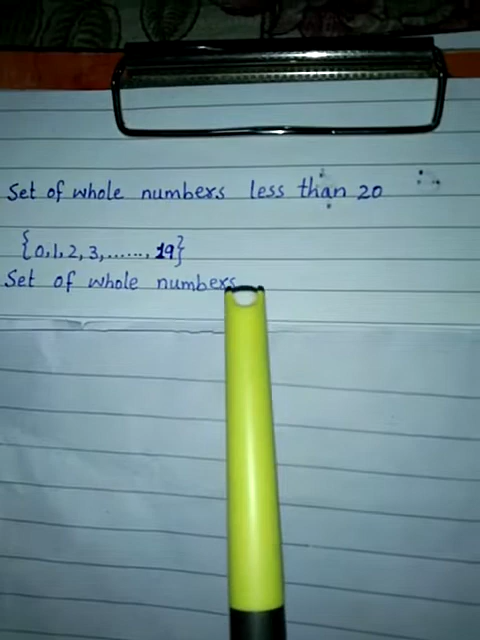 Set of whole numbers less than 20
{0,1,2,3,......,19}
Set of whole numbers